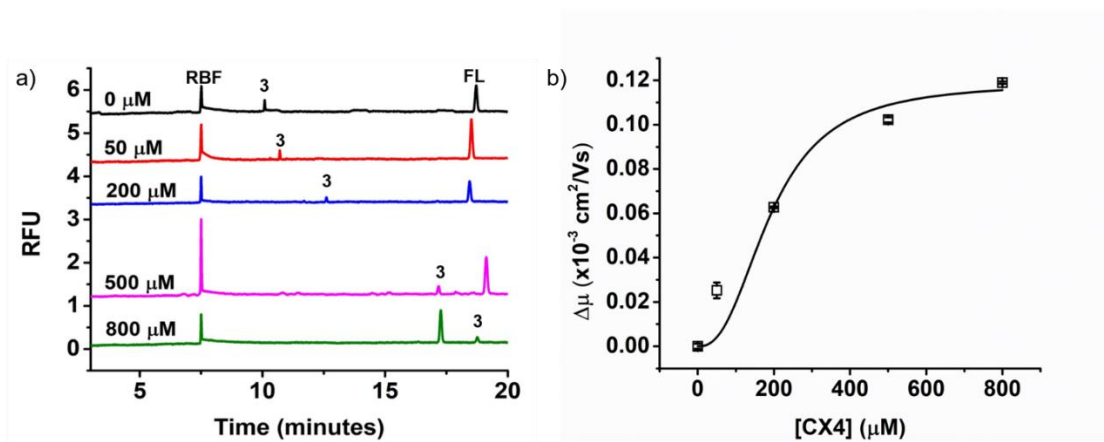 a)
RBF
3
FL
0 μM
3
50 μM
3
200 μM
3
500 μM
3
800 μM
6
5
4
3
2
1
0
RFU
5 10 15 20
Time (minutes)
b)
0.12
0.10
0.08
0.06
0.04
0.02
0.00
Δμ (x10⁻³ cm²/Vs)
0 200 400 600 800
[CX4] (μM)